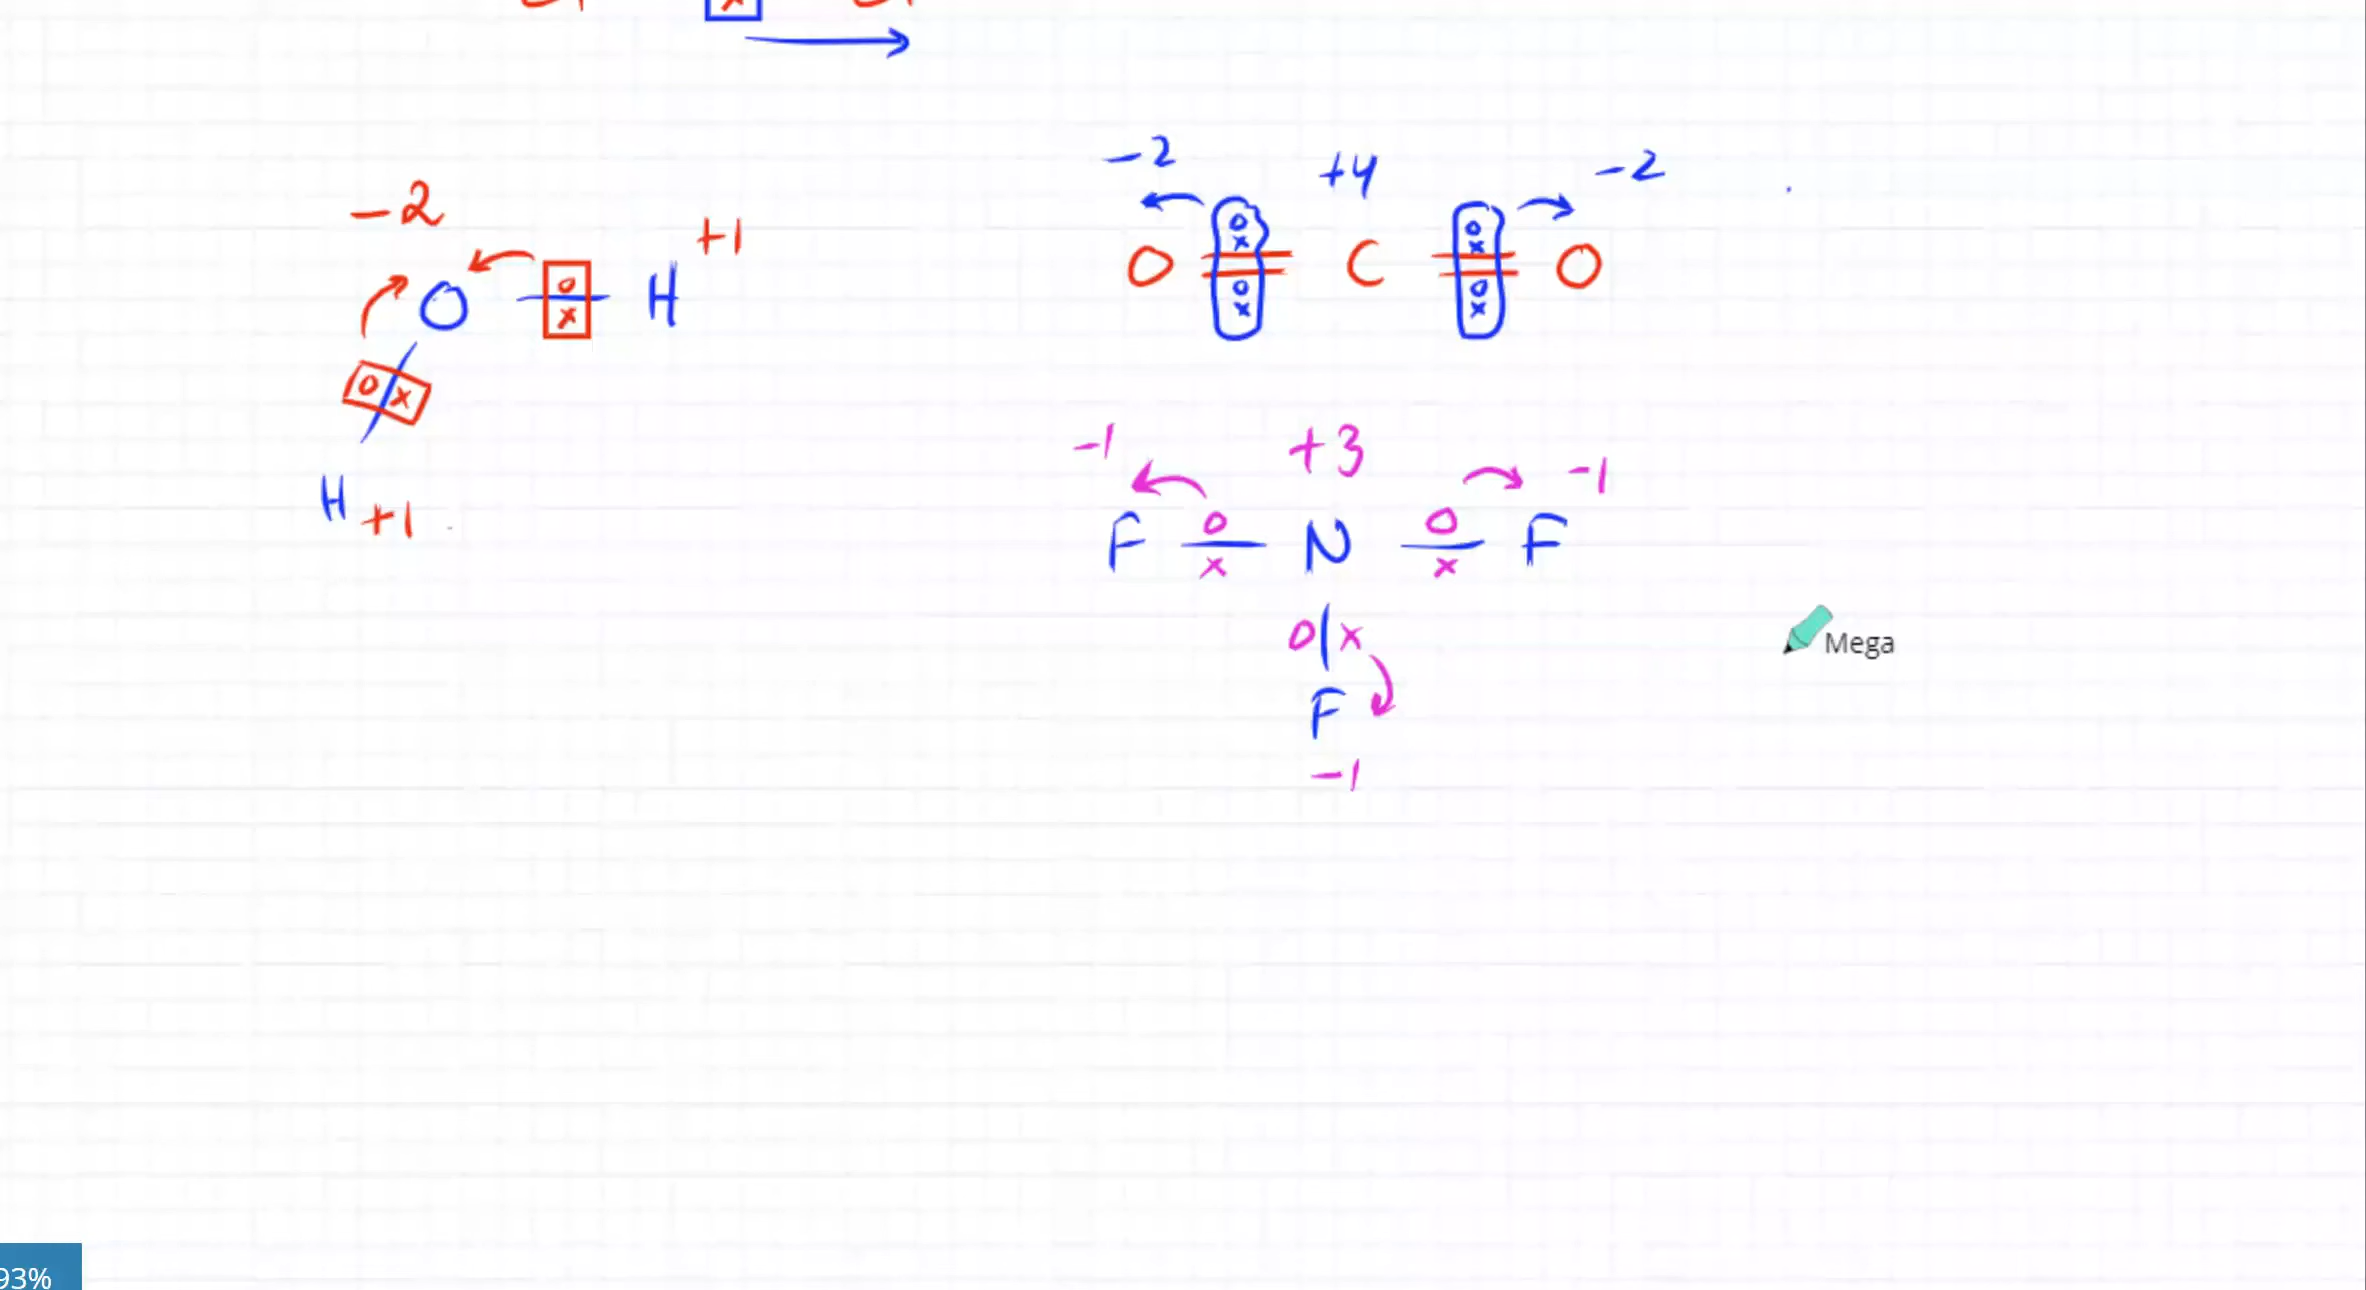 -2 +1
O o x H
o x
H +1
-2 +4 -2
O o x o x C o x o x O
-1 +3 -1
F o x N o x F
o x
F
-1
Mega
93%